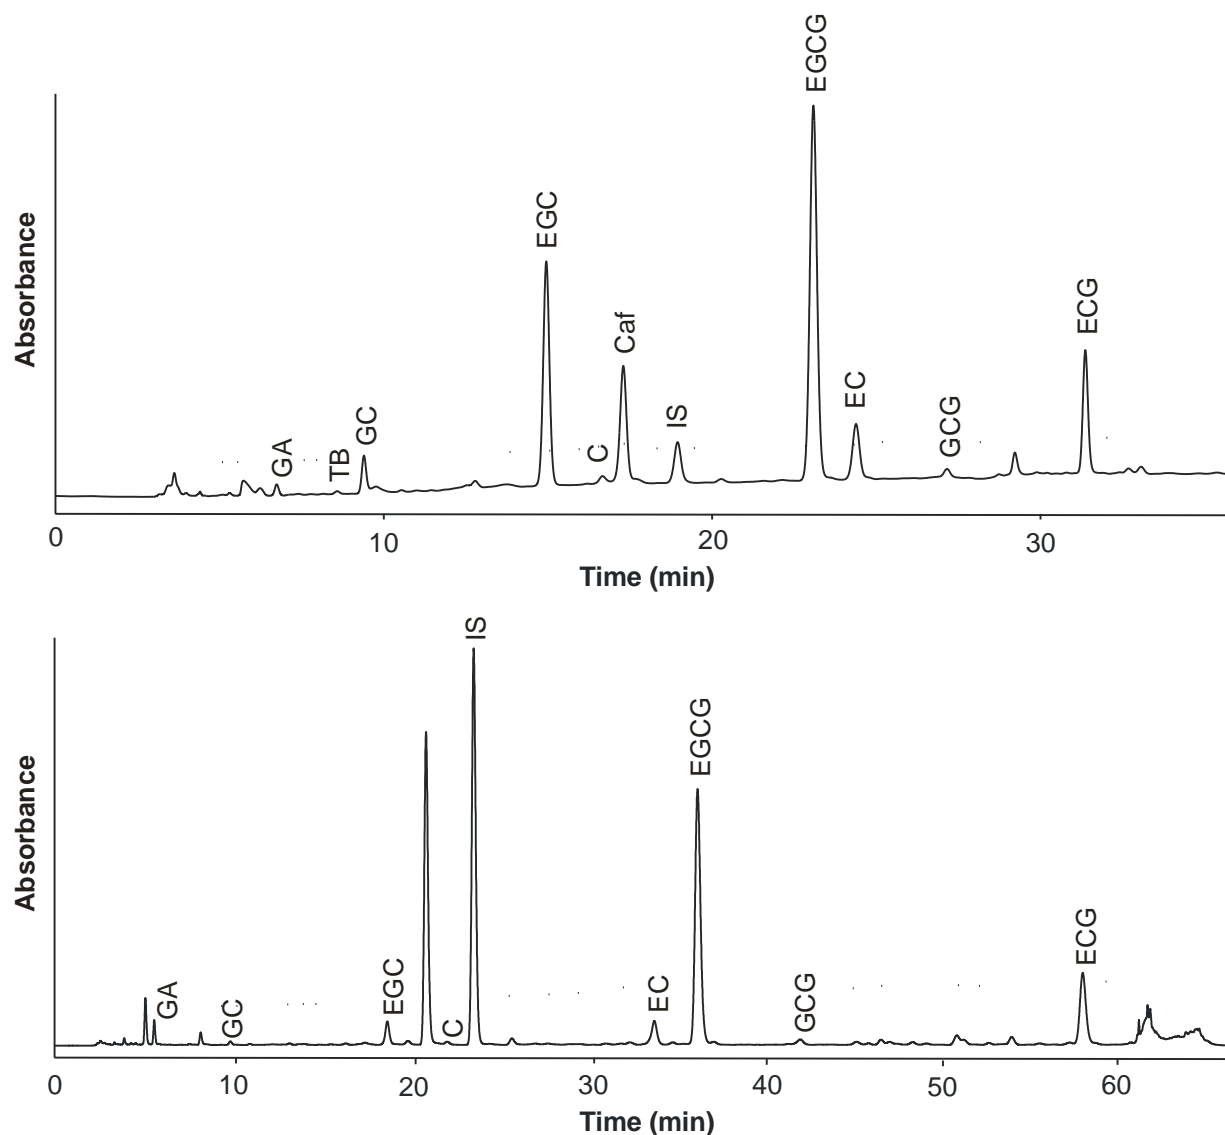 Absorbance
GA
TB
GC
EGC
C
Caf
IS
EGCG
EC
GCG
ECG
0
10
20
30
Time (min)
Absorbance
GA
GC
EGC
C
IS
EC
EGCG
GCG
ECG
0
10
20
30
40
50
60
Time (min)